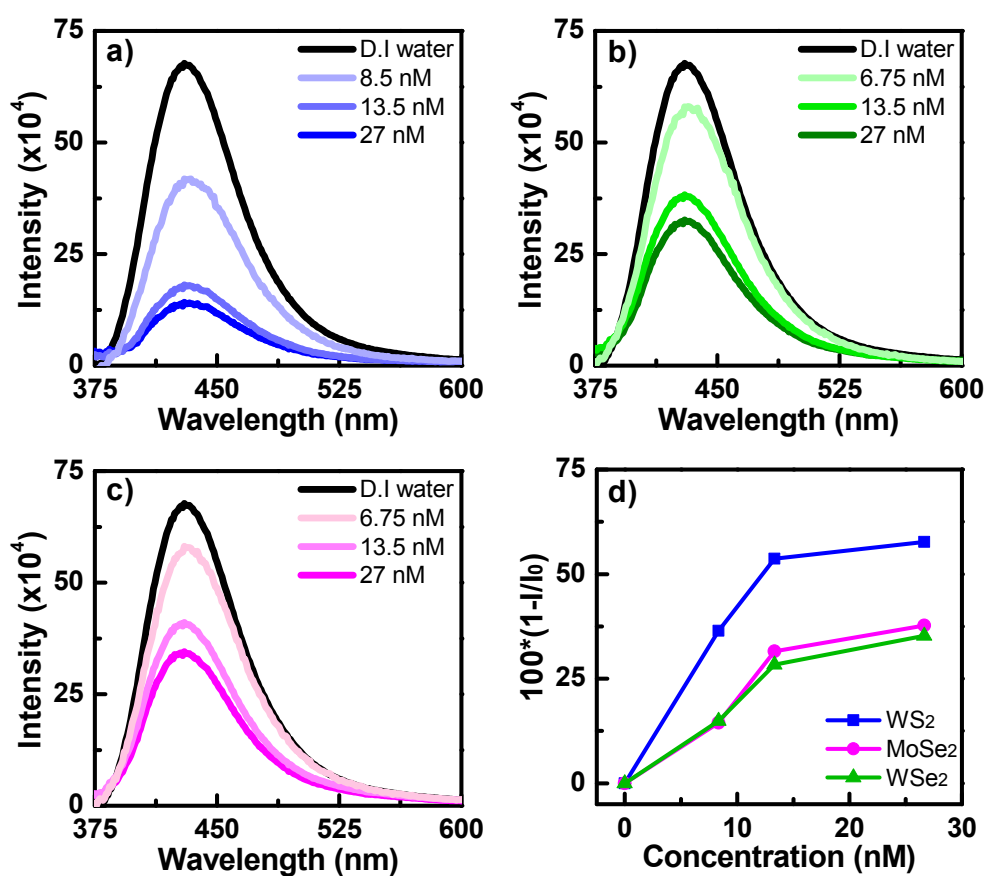 a)
D.I water
8.5 nM
13.5 nM
27 nM
75
50
25
0
375 450 525 600
Intensity (x10⁴)
Wavelength (nm)
b)
D.I water
6.75 nM
13.5 nM
27 nM
75
50
25
0
375 450 525 600
Intensity (x10⁴)
Wavelength (nm)
c)
D.I water
6.75 nM
13.5 nM
27 nM
75
50
25
0
375 450 525 600
Intensity (x10⁴)
Wavelength (nm)
d)
75
50
25
0
0 10 20 30
100*(1-I/I₀)
WS₂
MoSe₂
WSe₂
Concentration (nM)